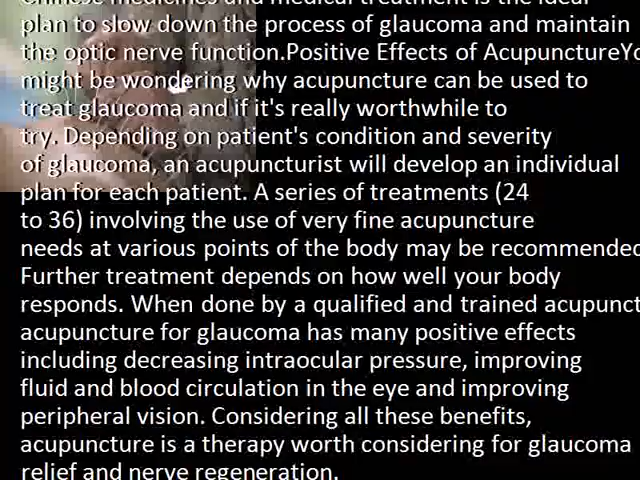 Chinese medicines and medical treatment is the ideal
plan to slow down the process of glaucoma and maintain
the optic nerve function.Positive Effects of AcupunctureYo
might be wondering why acupuncture can be used to
treat glaucoma and if it's really worthwhile to
try. Depending on patient's condition and severity
of glaucoma, an acupuncturist will develop an individual
plan for each patient. A series of treatments (24
to 36) involving the use of very fine acupuncture
needs at various points of the body may be recommended
Further treatment depends on how well your body
responds. When done by a qualified and trained acupunct
acupuncture for glaucoma has many positive effects
including decreasing intraocular pressure, improving
fluid and blood circulation in the eye and improving
peripheral vision. Considering all these benefits,
acupuncture is a therapy worth considering for glaucoma
relief and nerve regeneration.